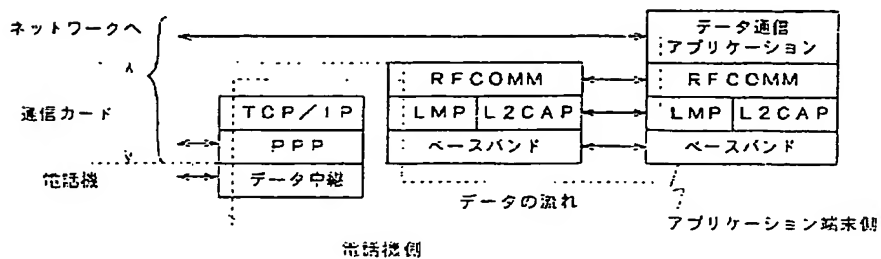 ネットワークへ
データ通信
アプリケーション
RFCOMM
RFCOMM
通信カード
TCP/IP
LMP
L2CAP
LMP
L2CAP
PPP
ベースバンド
ベースバンド
電話機
データ中継
データの流れ
アプリケーション端末側
電話機側